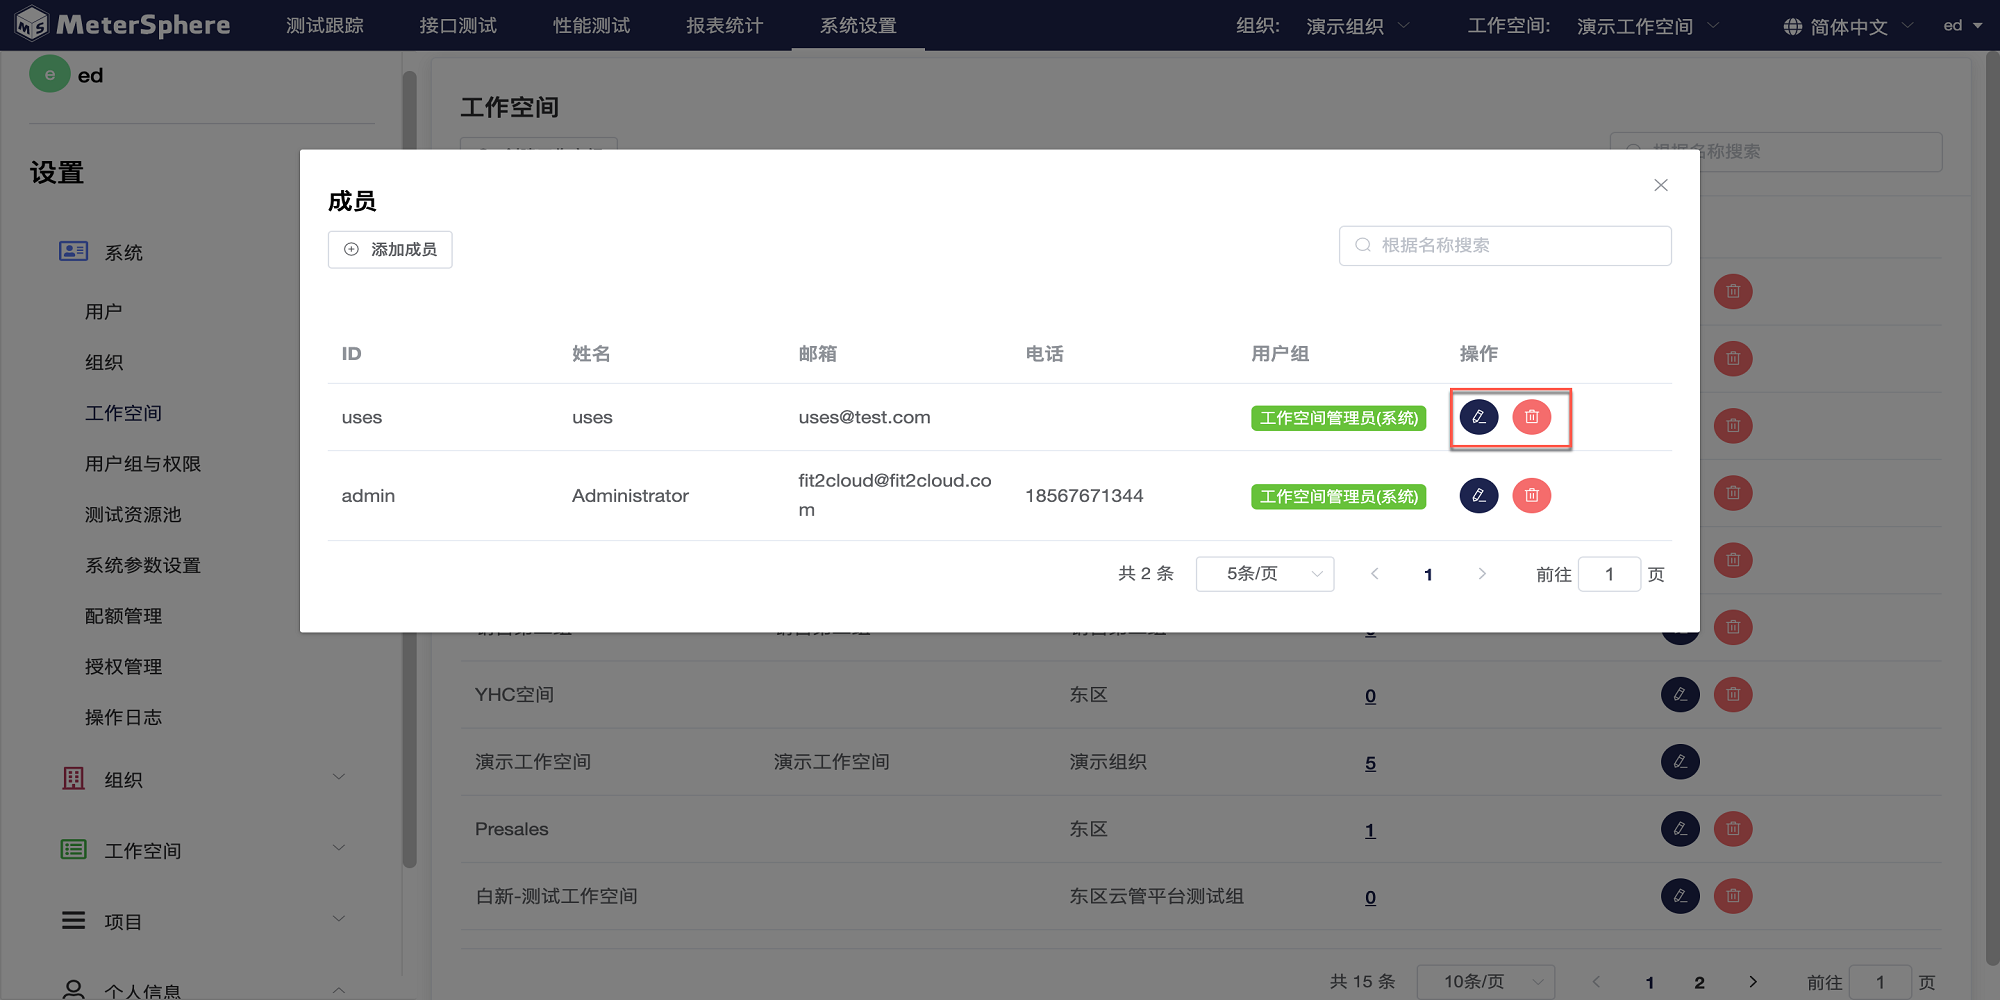 MeterSphere 测试跟踪 接口测试 性能测试 报表统计 系统设置 组织: 演示组织 工作空间: 演示工作空间 简体中文 ed
e ed
设置
系统
用户
组织
工作空间
用户组与权限
测试资源池
系统参数设置
配额管理
授权管理
操作日志
组织
工作空间
项目
个人信息
工作空间
根据名称搜索
成员
添加成员
根据名称搜索
ID 姓名 邮箱 电话 用户组 操作
uses uses uses@test.com 工作空间管理员(系统)
admin Administrator fit2cloud@fit2cloud.co
m 18567671344 工作空间管理员(系统)
共 2 条 5条/页 1 前往 1 页
YHC空间 东区 0
演示工作空间 演示工作空间 演示组织 5
Presales 东区 1
白新-测试工作空间 东区云管平台测试组 0
共 15 条 10条/页 1 2 前往 1 页